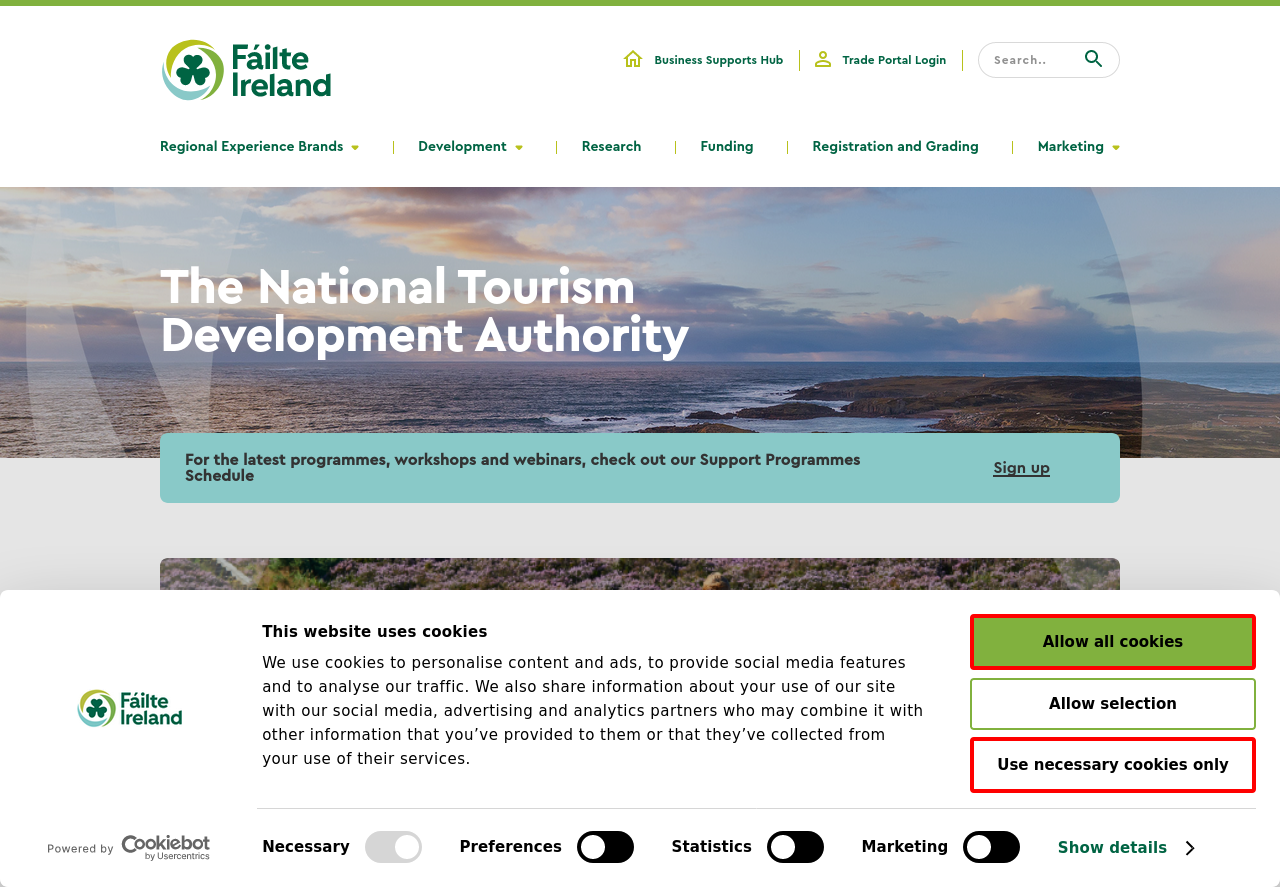 Fáilte
Ireland
Business Supports Hub
Trade Portal Login
Search..
Regional Experience Brands
Development
Research
Funding
Registration and Grading
Marketing
The National Tourism
Development Authority
For the latest programmes, workshops and webinars, check out our Support Programmes
Schedule
Sign up
This website uses cookies
We use cookies to personalise content and ads, to provide social media features
and to analyse our traffic. We also share information about your use of our site
with our social media, advertising and analytics partners who may combine it with
other information that you’ve provided to them or that they’ve collected from
your use of their services.
Fáilte
Ireland
Allow all cookies
Allow selection
Use necessary cookies only
Powered by Cookiebot
by Usercentrics
Necessary
Preferences
Statistics
Marketing
Show details